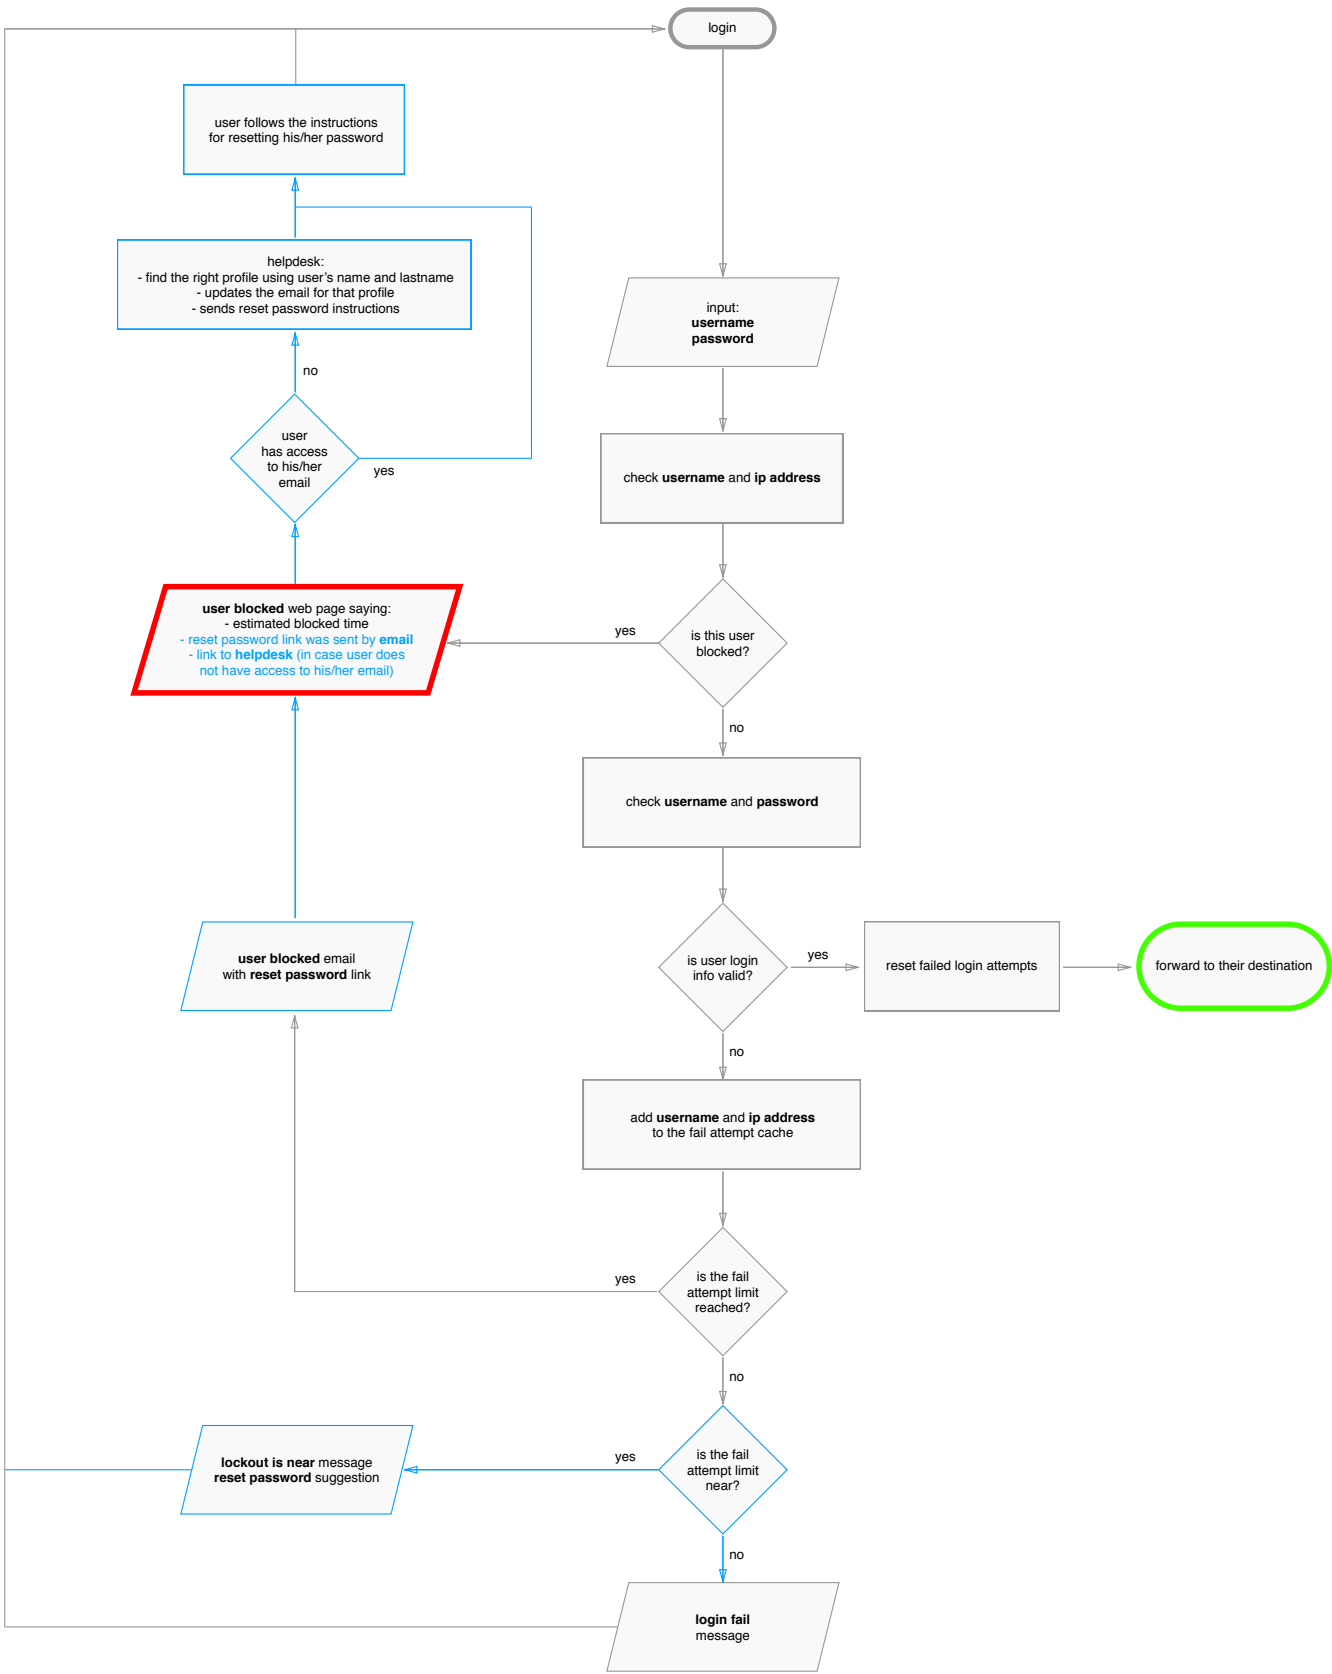 login
user follows the instructions
for resetting his/her password
helpdesk:
- find the right profile using user's name and lastname
- updates the email for that profile
- sends reset password instructions
input:
username
password
no
user
has access
to his/her
email
yes
check username and ip address
user blocked web page saying:
- estimated blocked time
- reset password link was sent by email
- link to helpdesk (in case user does
not have access to his/her email)
yes
is this user
blocked?
no
check username and password
user blocked email
with reset password link
is user login
info valid?
yes
reset failed login attempts
forward to their destination
no
add username and ip address
to the fail attempt cache
yes
is the fail
attempt limit
reached?
no
lockout is near message
reset password suggestion
yes
is the fail
attempt limit
near?
no
login fail
message